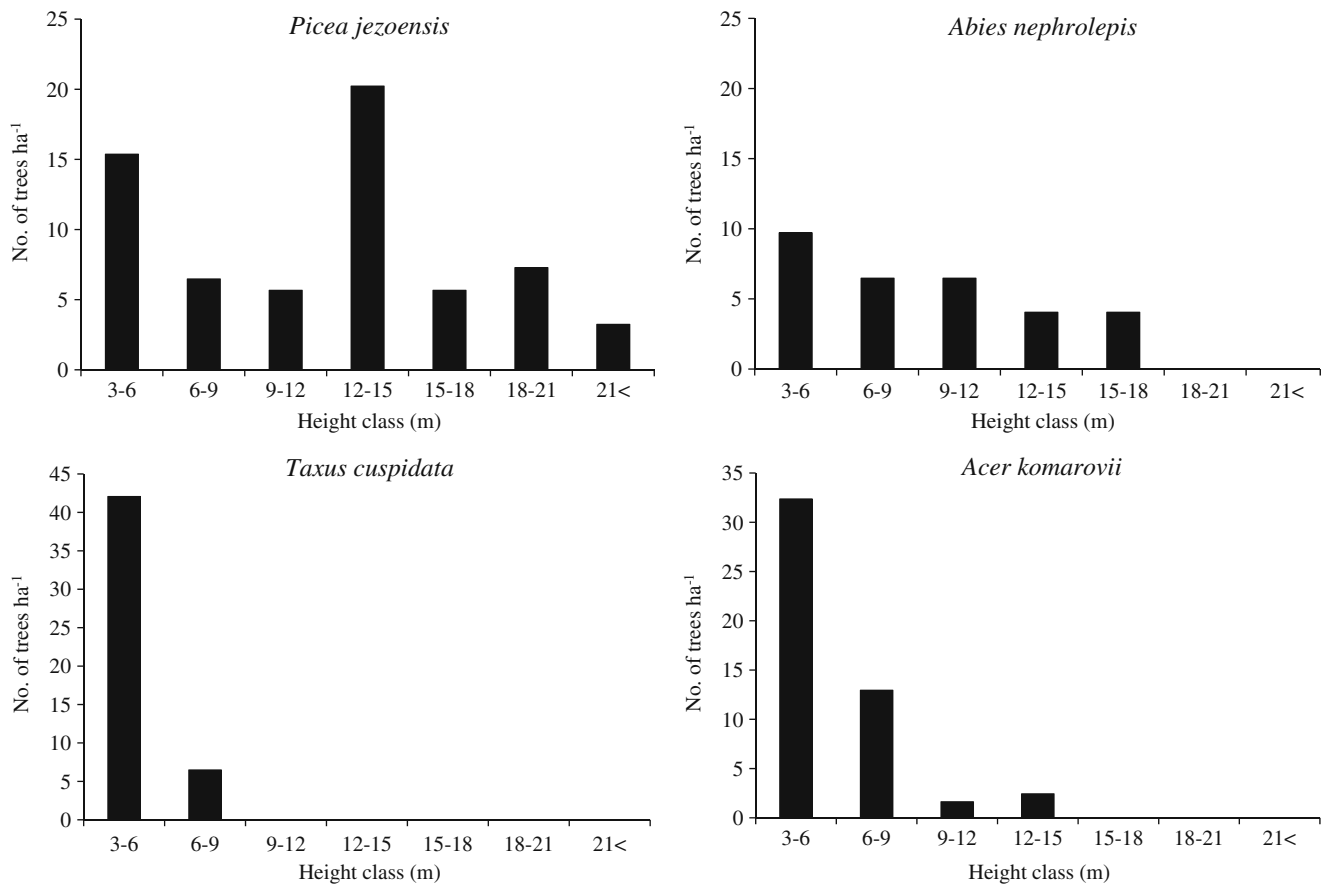 Picea jezoensis
25
20
15
10
5
0
No. of trees ha-1
3-6 6-9 9-12 12-15 15-18 18-21 21<
Height class (m)
Abies nephrolepis
25
20
15
10
5
0
No. of trees ha-1
3-6 6-9 9-12 12-15 15-18 18-21 21<
Height class (m)
Taxus cuspidata
45
40
35
30
25
20
15
10
5
0
No. of trees ha-1
3-6 6-9 9-12 12-15 15-18 18-21 21<
Height class (m)
Acer komarovii
35
30
25
20
15
10
5
0
No. of trees ha-1
3-6 6-9 9-12 12-15 15-18 18-21 21<
Height class (m)